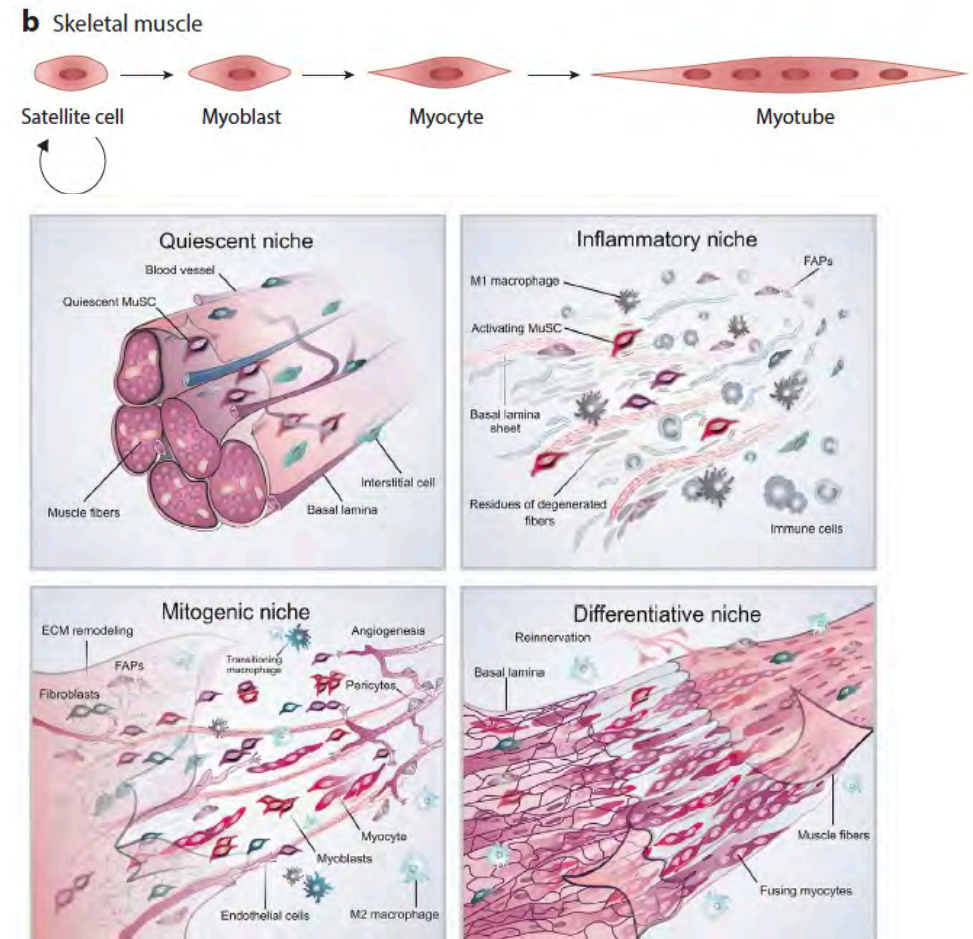 b Skeletal muscle
Satellite cell
Myoblast
Myocyte
Myotube
Quiescent niche
Blood vessel
Quiescent MuSC
Interstitial cell
Muscle fibers
Basal lamina
Inflammatory niche
FAPs
M1 macrophage
Activating MuSC
Basal lamina
sheet
Residues of degenerated
fibers
Immune cells
Mitogenic niche
ECM remodeling
Angiogenesis
Transitioning
macrophage
FAPs
Pericytes
Fibroblasts
Myocyte
Myoblasts
Endothelial cells
M2 macrophage
Differentiative niche
Reinnervation
Basal lamina
Muscle fibers
Fusing myocytes